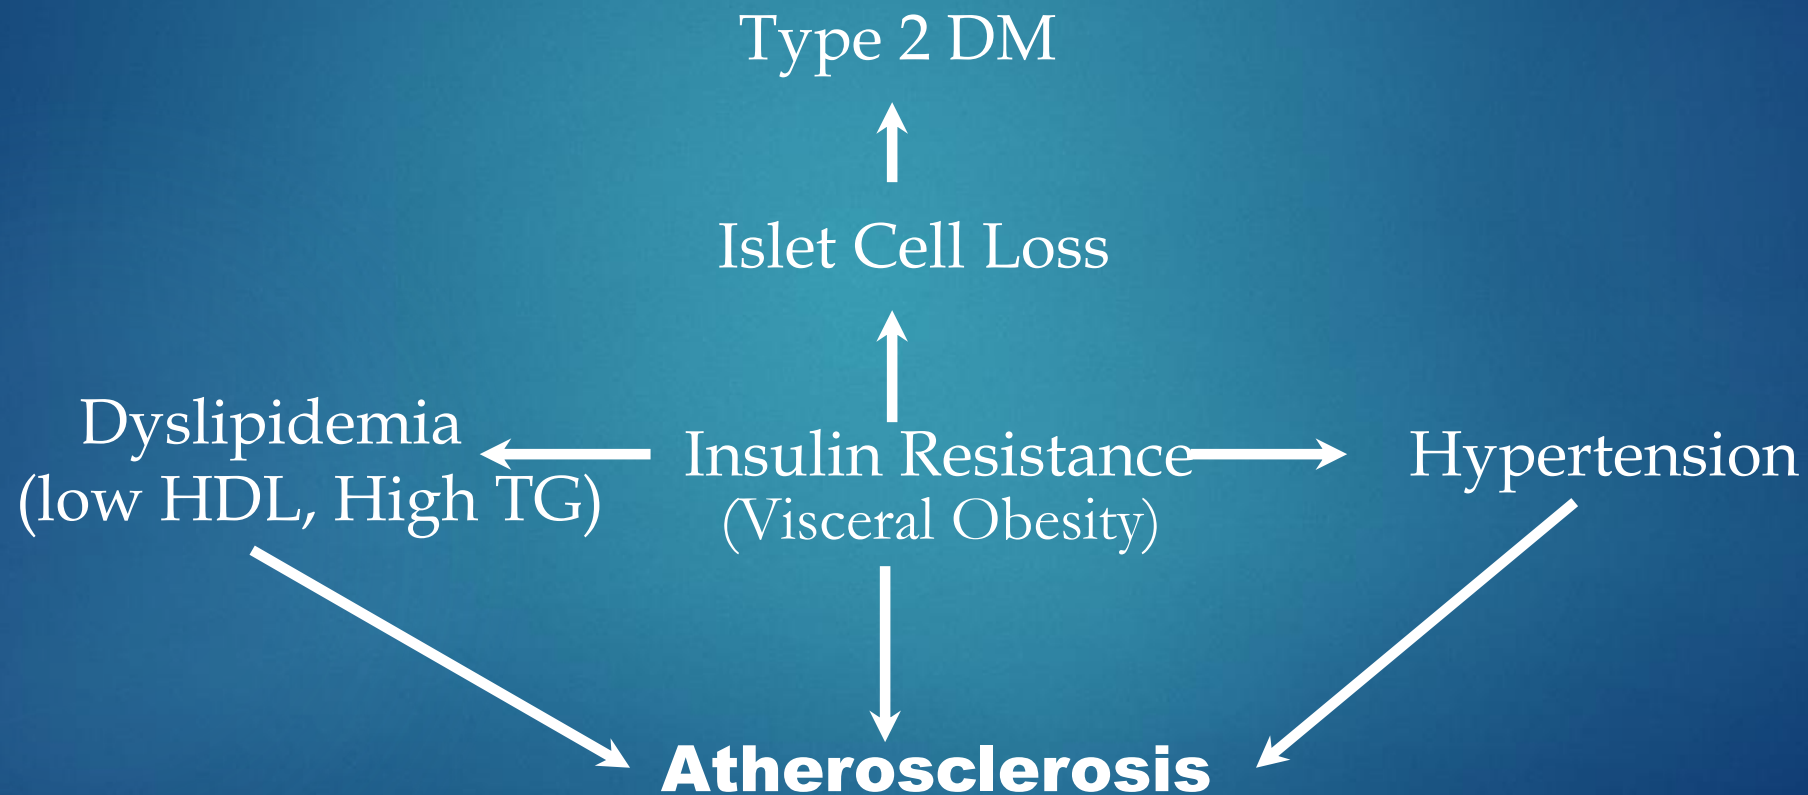 Type 2 DM
Islet Cell Loss
Dyslipidemia
(low HDL, High TG)
Insulin Resistance
(Visceral Obesity)
Hypertension
Atherosclerosis